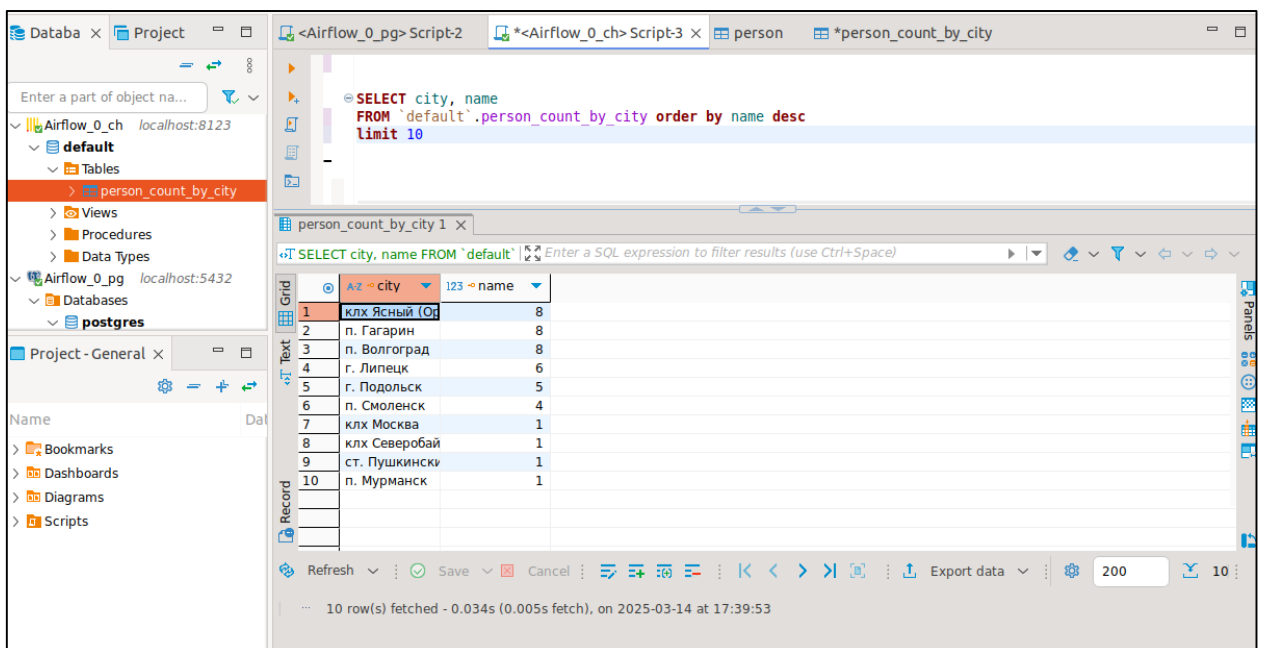 Databa
Project
<Airflow_0_pg> Script-2
*<Airflow_0_ch> Script-3
person
*person_count_by_city
Enter a part of object na...
Airflow_0_ch localhost:8123
default
Tables
person_count_by_city
Views
Procedures
Data Types
Airflow_0_pg localhost:5432
Databases
postgres
SELECT city, name
FROM `default`.person_count_by_city order by name desc
limit 10
person_count_by_city 1
SELECT city, name FROM `default`
Enter a SQL expression to filter results (use Ctrl+Space)
Grid
Text
Record
Panels
A-Z city 123 name
1 клх Ясный (Ор 8
2 п. Гагарин 8
3 п. Волгоград 8
4 г. Липецк 6
5 г. Подольск 5
6 п. Смоленск 4
7 клх Москва 1
8 клх Северобай 1
9 ст. Пушкински 1
10 п. Мурманск 1
Project - General
Name Dat
Bookmarks
Dashboards
Diagrams
Scripts
Refresh Save Cancel Export data 200 10
... 10 row(s) fetched - 0.034s (0.005s fetch), on 2025-03-14 at 17:39:53